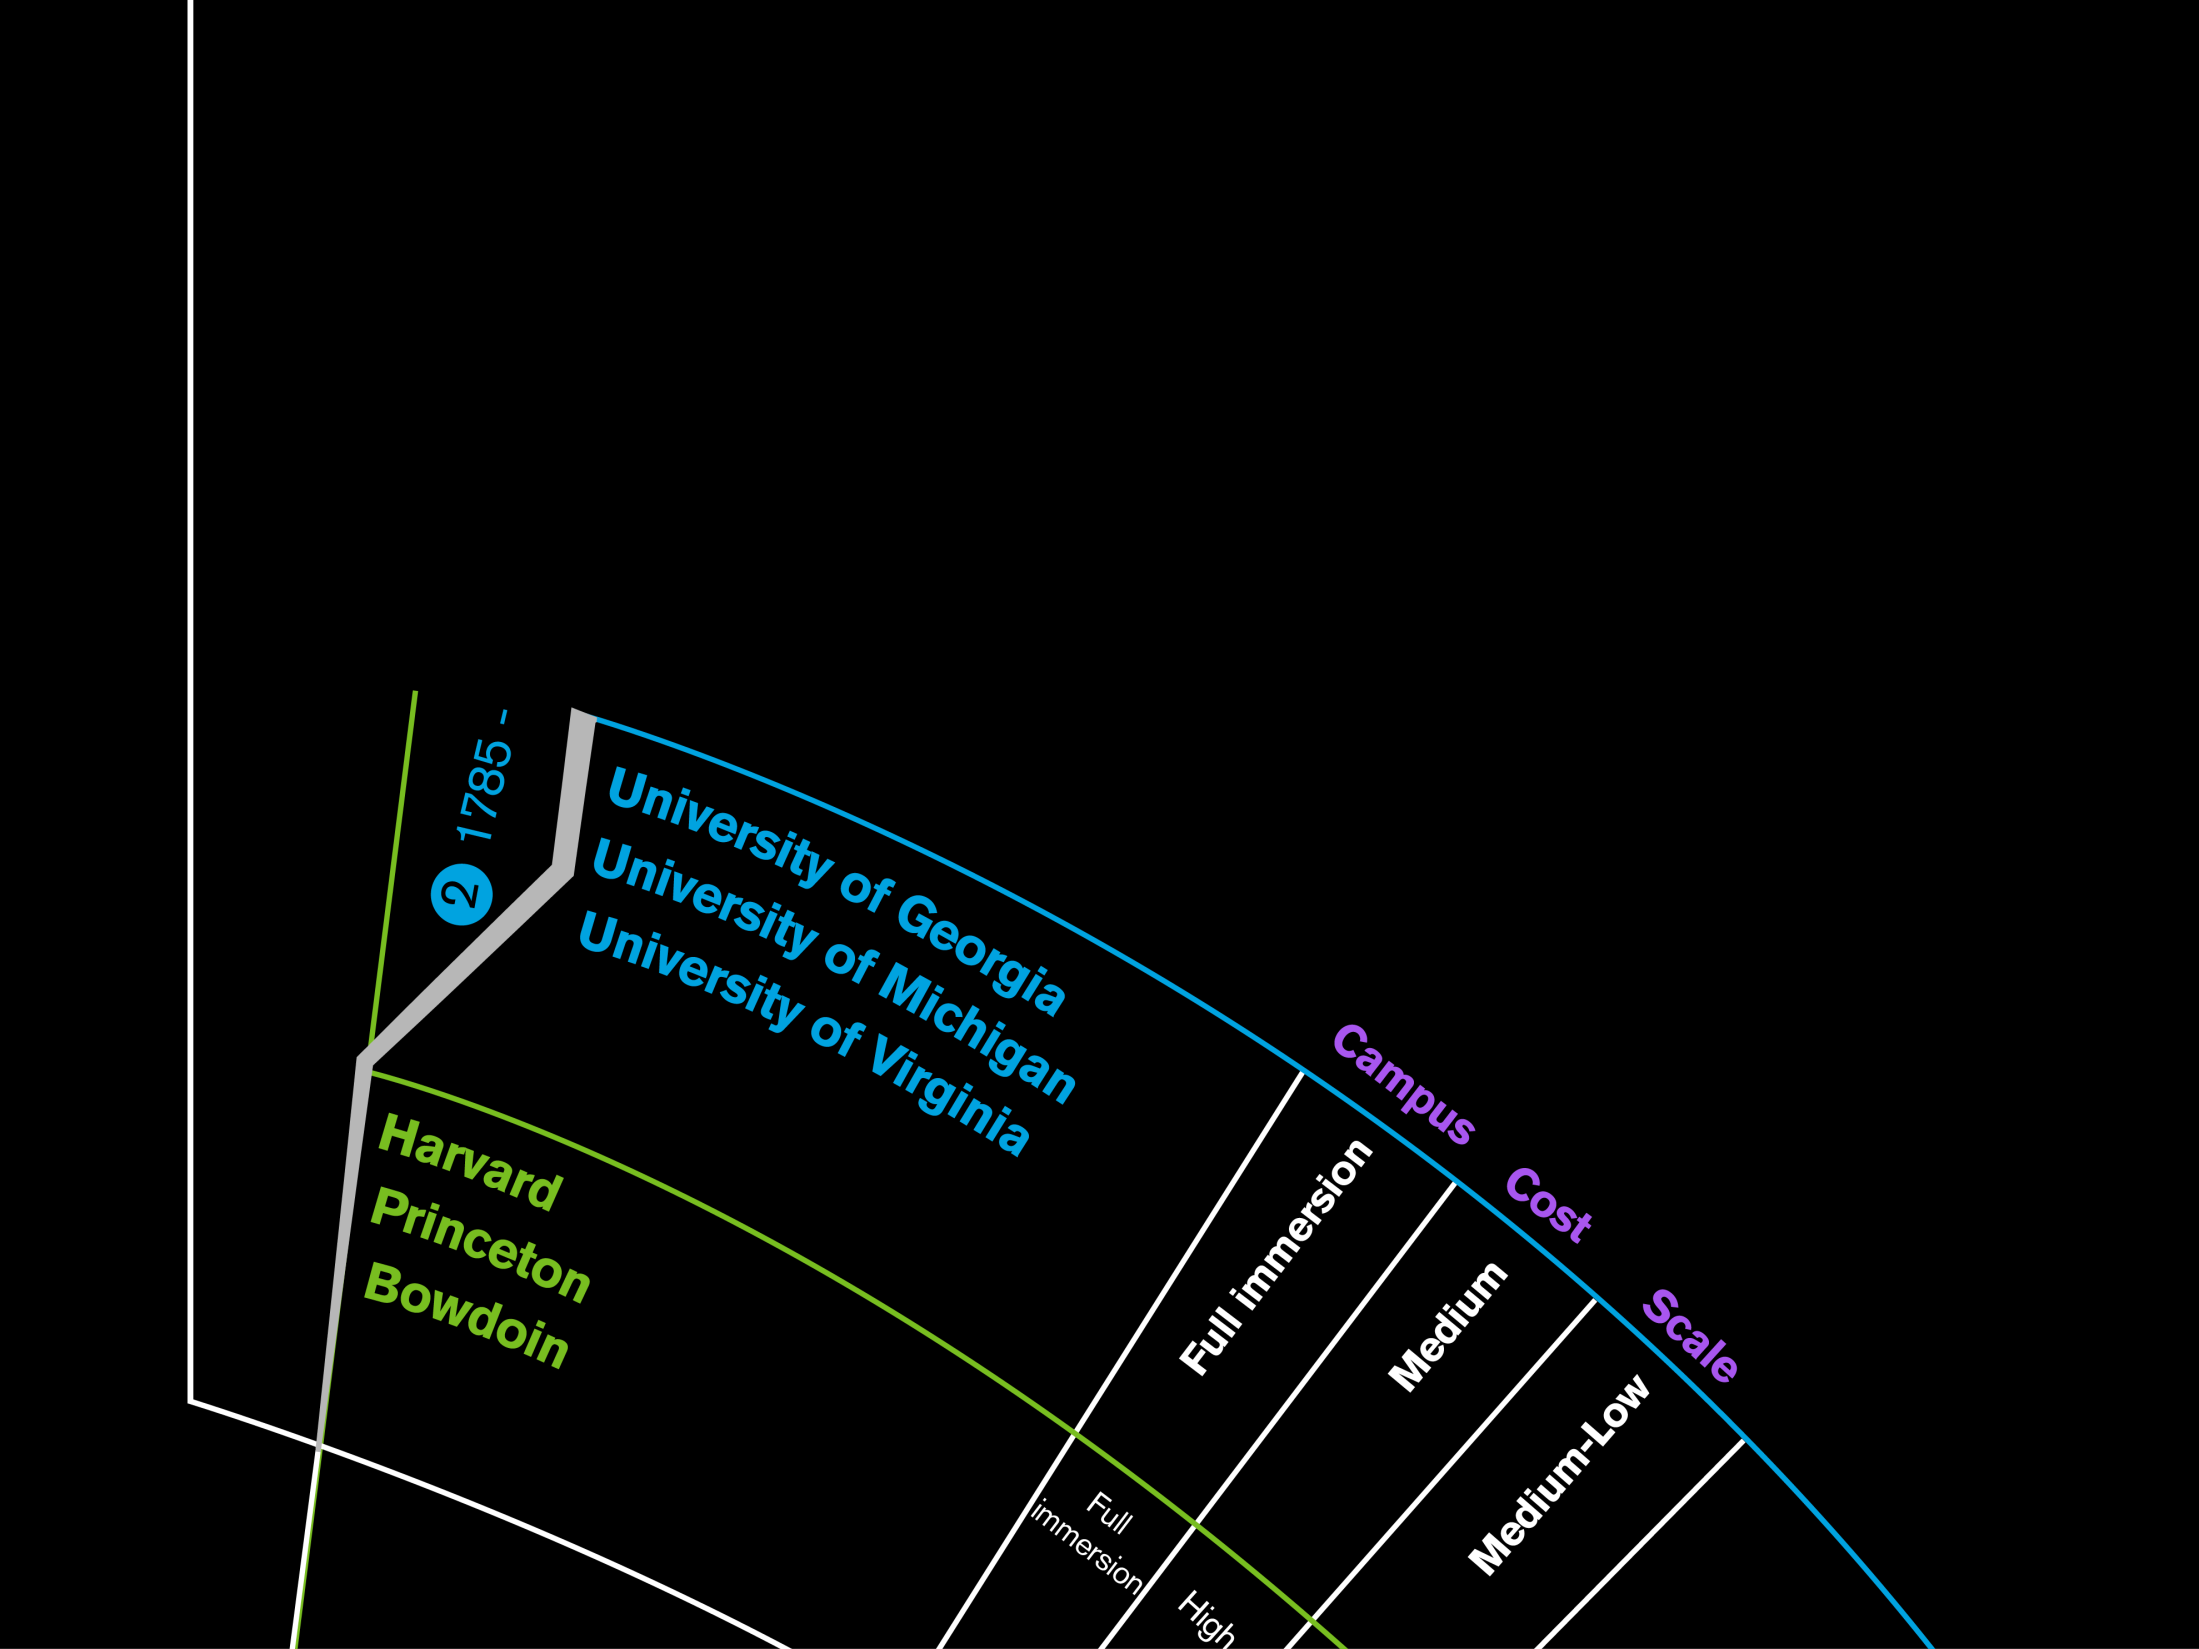 2 1785 –
University of Georgia
University of Michigan
University of Virginia
Harvard
Princeton
Bowdoin
Campus
Cost
Scale
Full immersion
Medium
Medium-Low
Full
immersion
High